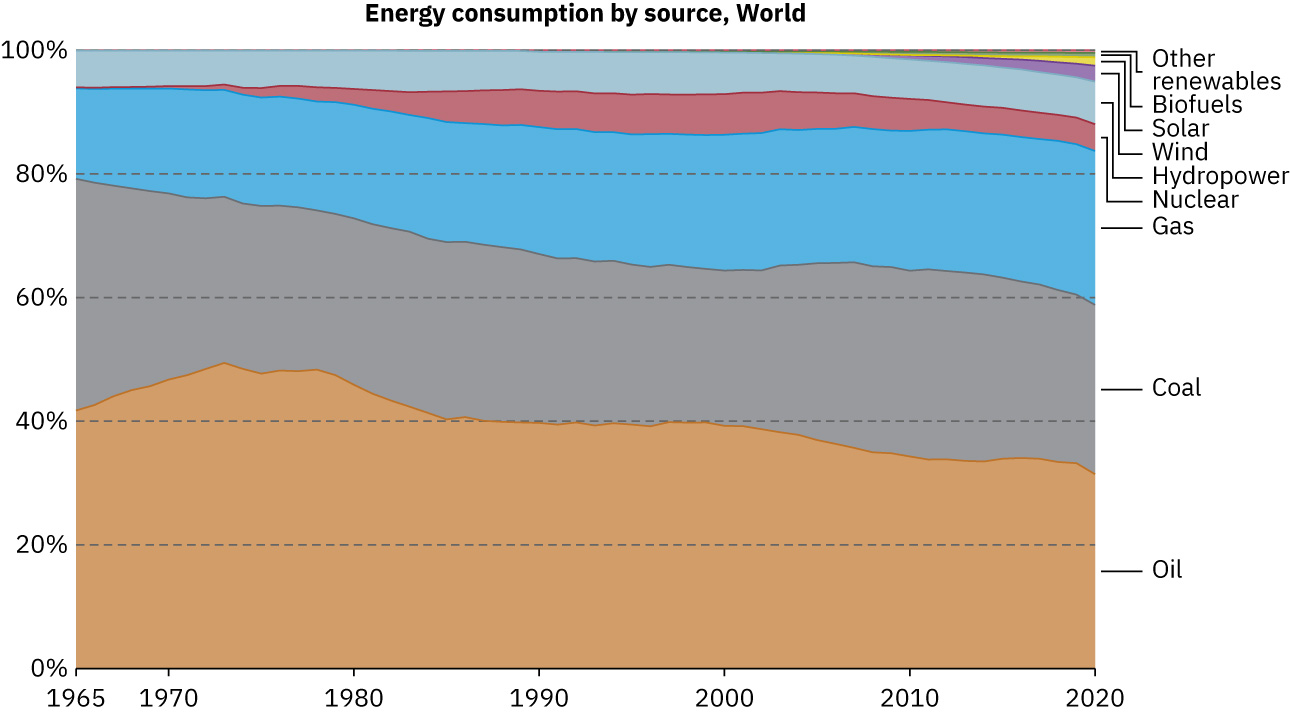 Energy consumption by source, World
100%
80%
60%
40%
20%
0%
1965 1970 1980 1990 2000 2010 2020
Other
renewables
Biofuels
Solar
Wind
Hydropower
Nuclear
Gas
Coal
Oil